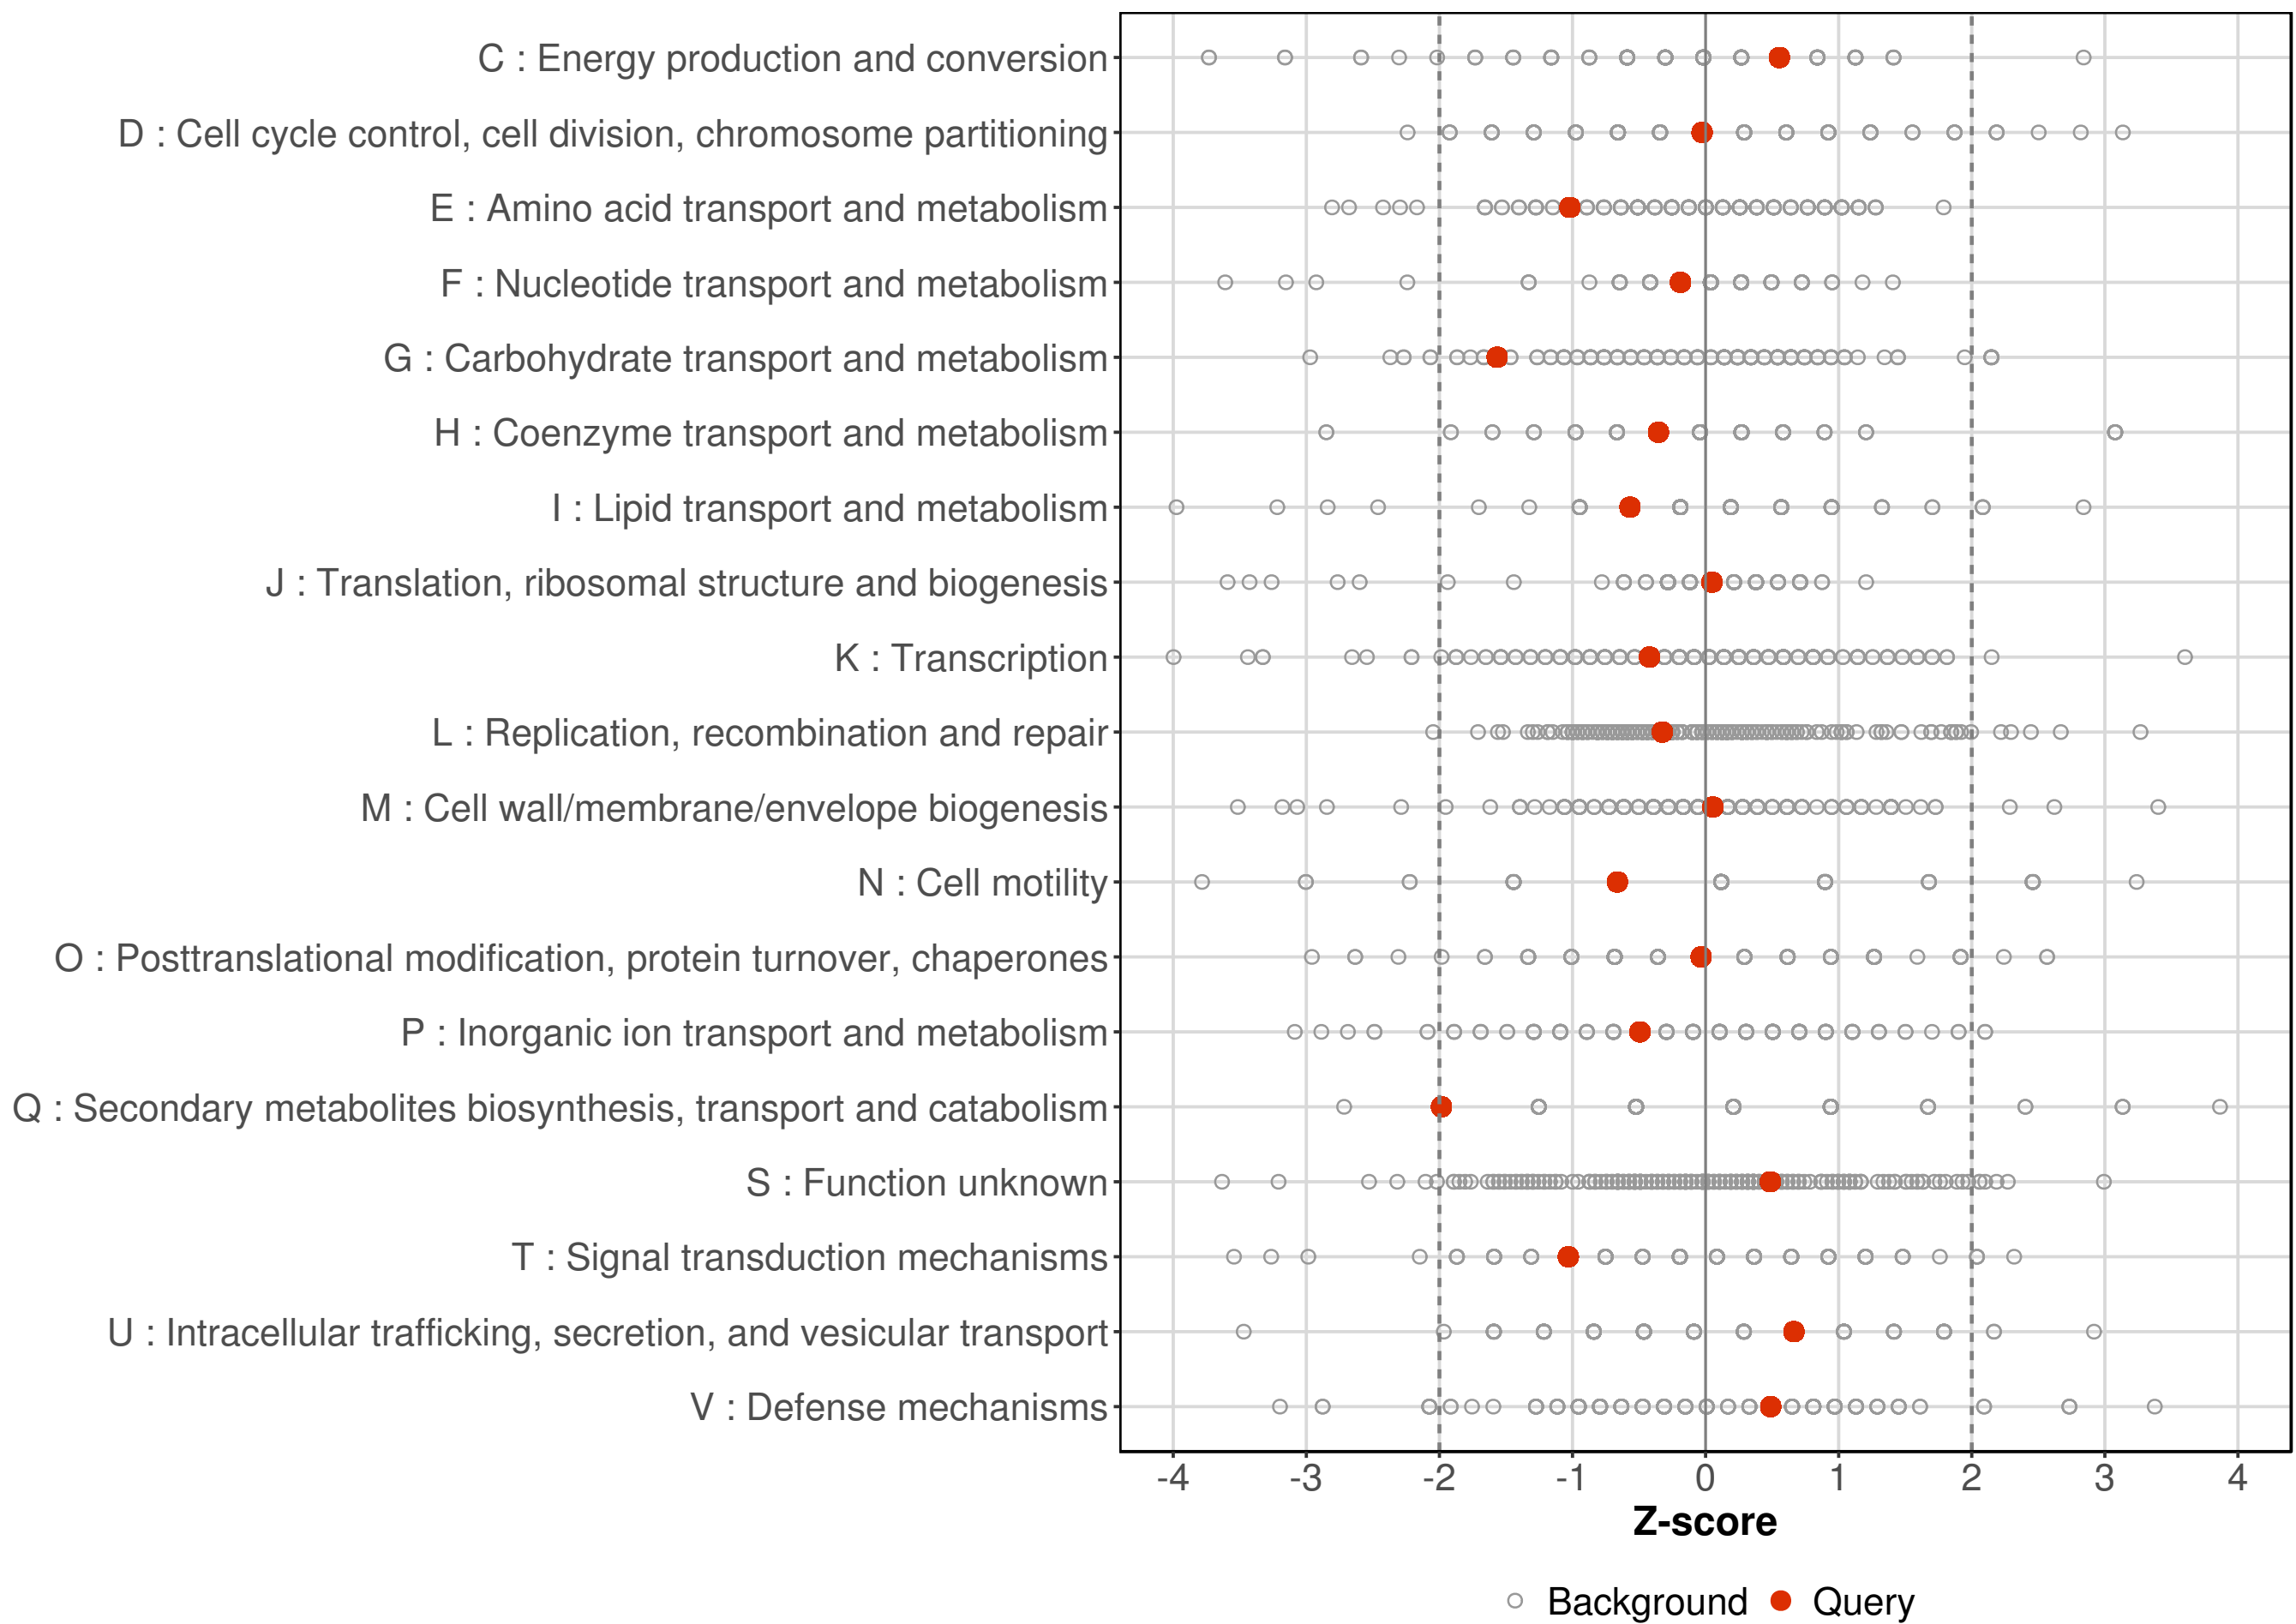 C : Energy production and conversion
D : Cell cycle control, cell division, chromosome partitioning
E : Amino acid transport and metabolism
F : Nucleotide transport and metabolism
G : Carbohydrate transport and metabolism
H : Coenzyme transport and metabolism
I : Lipid transport and metabolism
J : Translation, ribosomal structure and biogenesis
K : Transcription
L : Replication, recombination and repair
M : Cell wall/membrane/envelope biogenesis
N : Cell motility
O : Posttranslational modification, protein turnover, chaperones
P : Inorganic ion transport and metabolism
Q : Secondary metabolites biosynthesis, transport and catabolism
S : Function unknown
T : Signal transduction mechanisms
U : Intracellular trafficking, secretion, and vesicular transport
V : Defense mechanisms
-4 -3 -2 -1 0 1 2 3 4
Z-score
Background Query